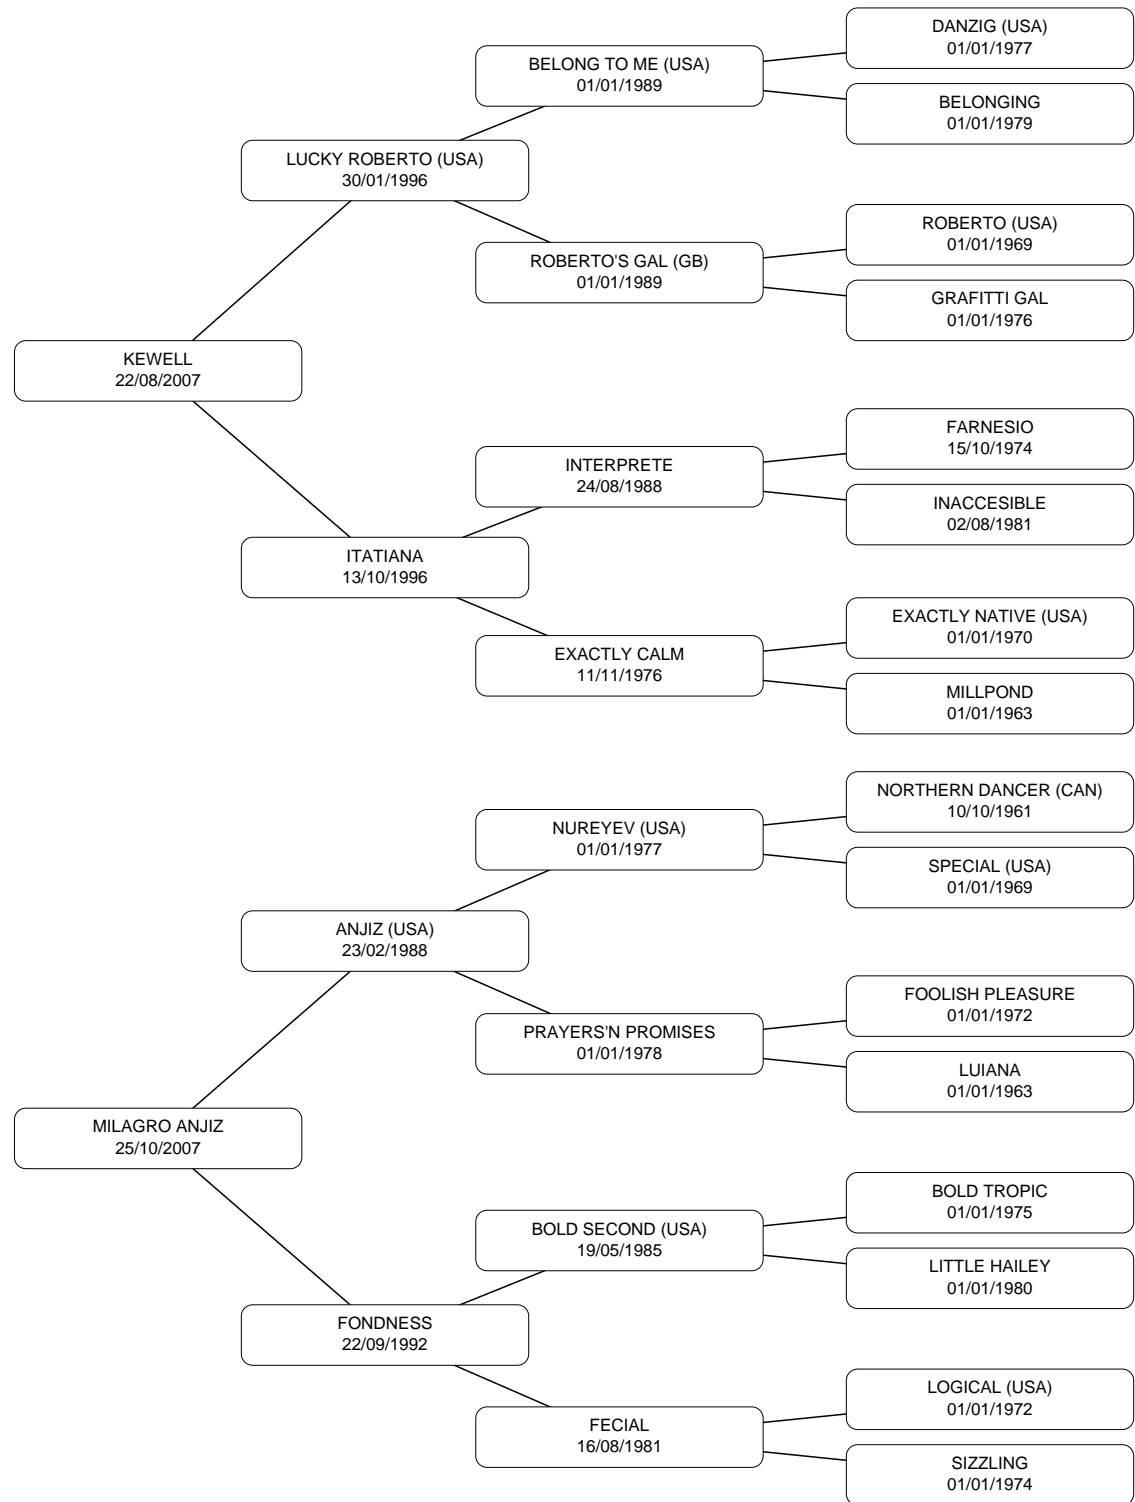 DANZIG (USA)
01/01/1977
BELONG TO ME (USA)
01/01/1989
BELONGING
01/01/1979
LUCKY ROBERTO (USA)
30/01/1996
ROBERTO (USA)
01/01/1969
ROBERTO'S GAL (GB)
01/01/1989
GRAFITTI GAL
01/01/1976
KEWELL
22/08/2007
FARNESIO
15/10/1974
INTERPRETE
24/08/1988
INACCESIBLE
02/08/1981
ITATIANA
13/10/1996
EXACTLY NATIVE (USA)
01/01/1970
EXACTLY CALM
11/11/1976
MILLPOND
01/01/1963
NORTHERN DANCER (CAN)
10/10/1961
NUREYEV (USA)
01/01/1977
SPECIAL (USA)
01/01/1969
ANJIZ (USA)
23/02/1988
FOOLISH PLEASURE
01/01/1972
PRAYERS'N PROMISES
01/01/1978
LUIANA
01/01/1963
MILAGRO ANJIZ
25/10/2007
BOLD TROPIC
01/01/1975
BOLD SECOND (USA)
19/05/1985
LITTLE HAILEY
01/01/1980
FONDNESS
22/09/1992
LOGICAL (USA)
01/01/1972
FECIAL
16/08/1981
SIZZLING
01/01/1974